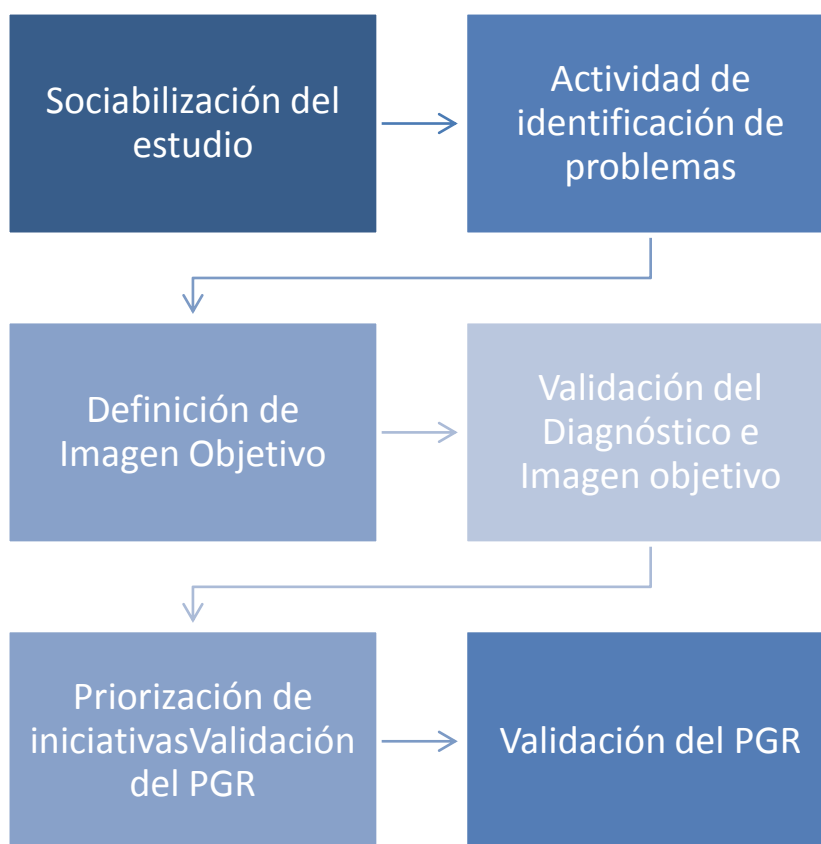 Sociabilización del
estudio
Actividad de
identificación de
problemas
Definición de
Imagen Objetivo
Validación del
Diagnóstico e
Imagen objetivo
Priorización de
iniciativasValidación
del PGR
Validación del PGR